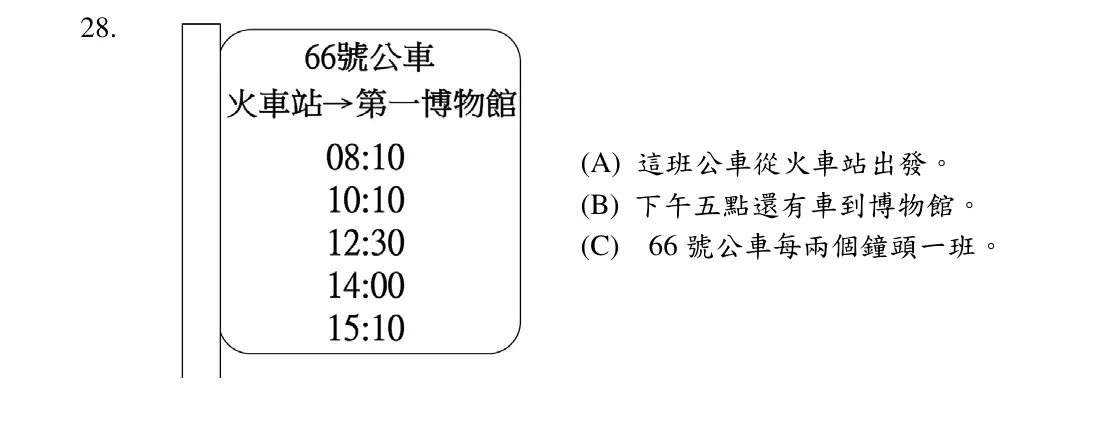 28.
66號公車
火車站→第一博物館
08:10
10:10
12:30
14:00
15:10
(A) 這班公車從火車站出發。
(B) 下午五點還有車到博物館。
(C) 66 號公車每兩個鐘頭一班。